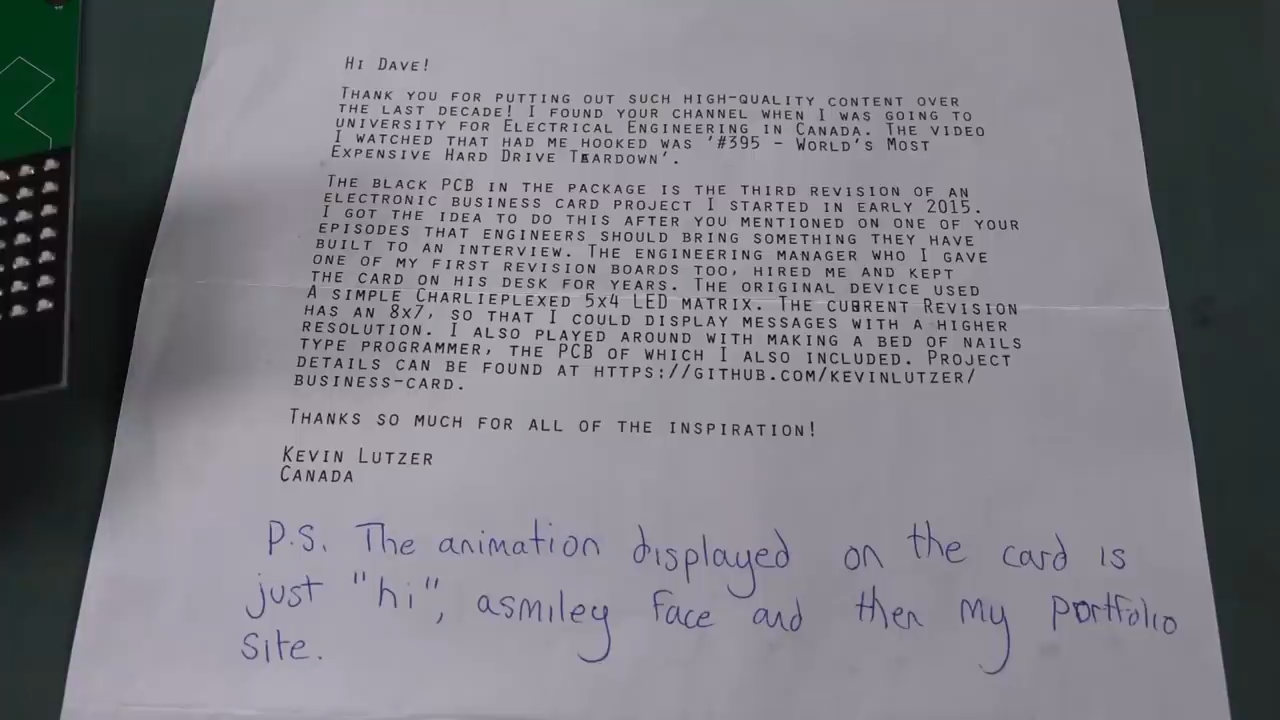 Hi Dave!
Thank you for putting out such high-quality content over
the last decade! I found your channel when I was going to
university for Electrical Engineering in Canada. The video
I watched that had me hooked was '#395 - World's Most
Expensive Hard Drive Teardown'.
The black PCB in the package is the third revision of an
electronic business card project I started in early 2015.
I got the idea to do this after you mentioned on one of your
episodes that engineers should bring something they have
built to an interview. The engineering manager who I gave
one of my first revision boards too, hired me and kept
the card on his desk for years. The original device used
a simple Charlieplexed 5x4 LED matrix. The current Revision
has an 8x7, so that I could display messages with a higher
resolution. I also played around with making a bed of nails
type programmer, the PCB of which I also included. Project
details can be found at https://github.com/kevinlutzer/
business-card.
Thanks so much for all of the inspiration!
Kevin Lutzer
Canada
P.S. The animation displayed on the card is
just "hi", asmiley face and then my portfolio
site.